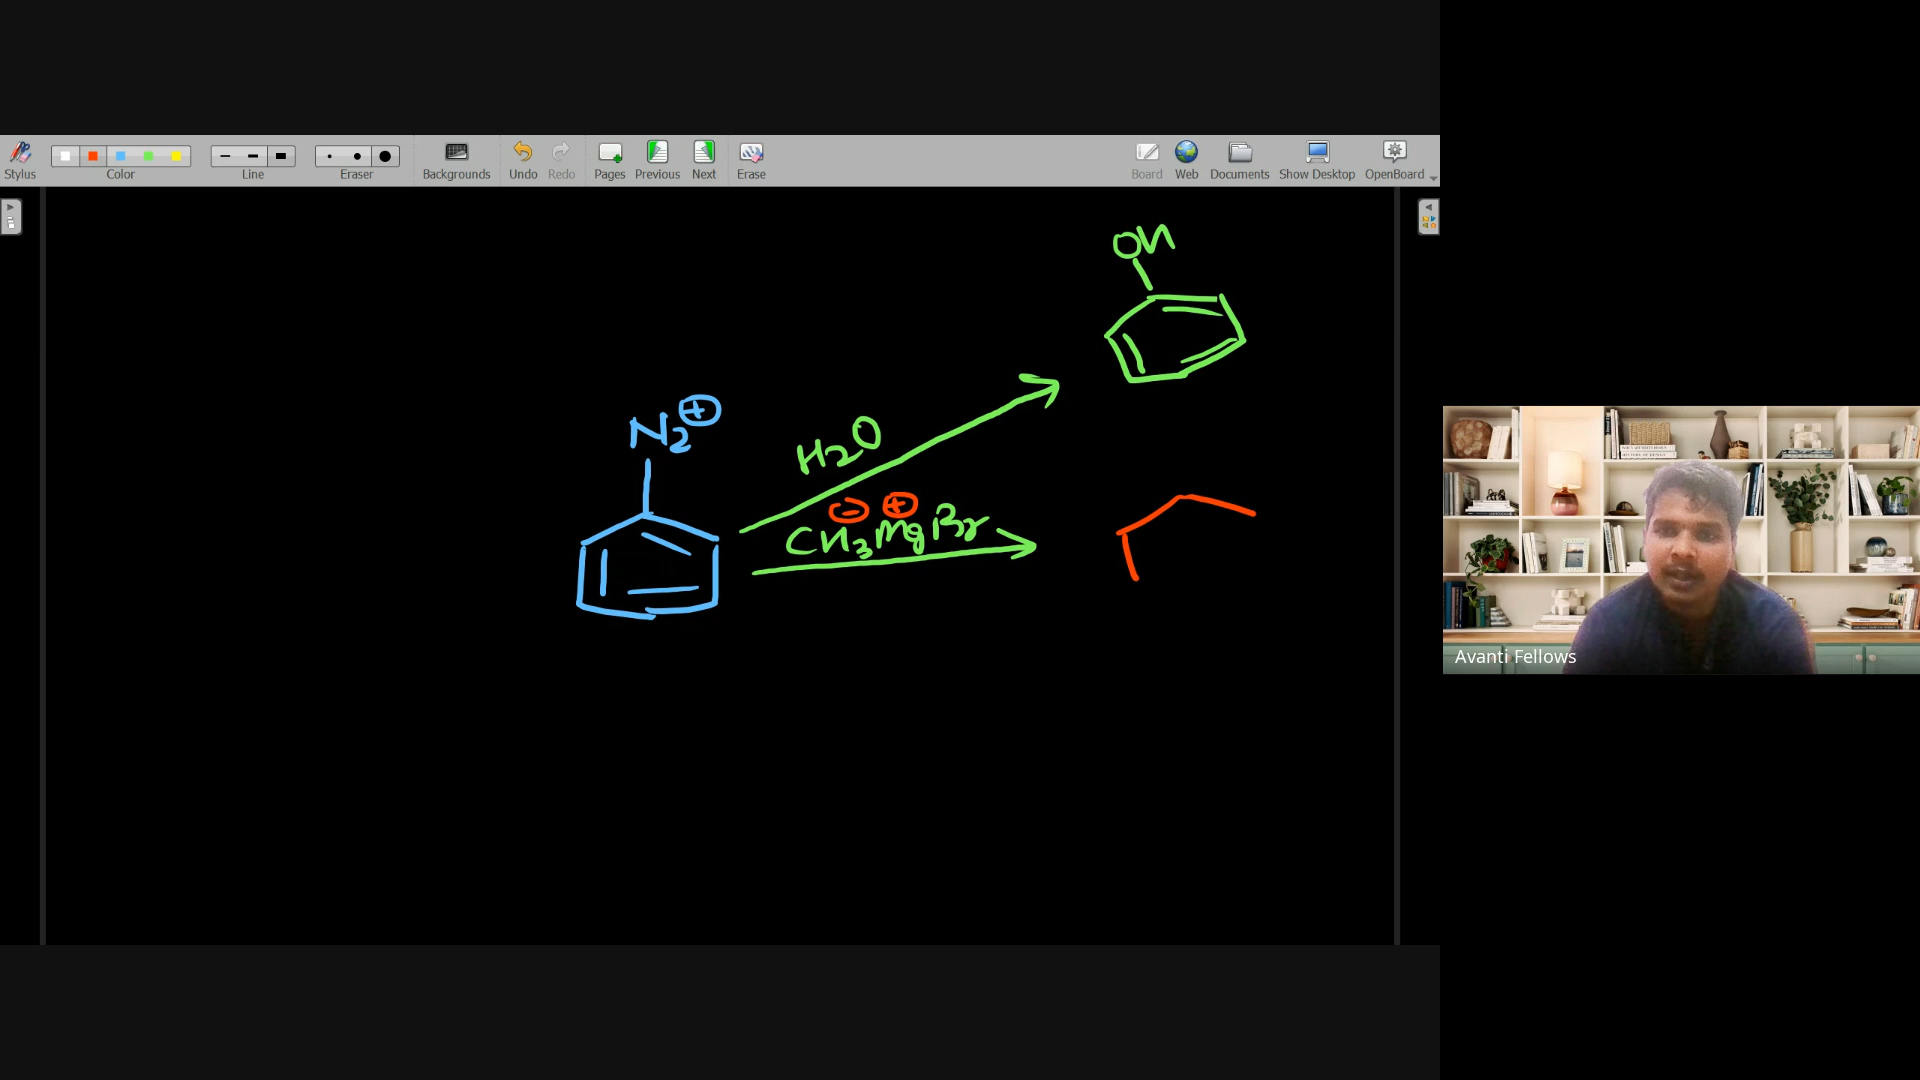 Stylus Color Line Eraser Backgrounds Undo Redo Pages Previous Next Erase Board Web Documents Show Desktop OpenBoard
OH
N2⊕
H2O
⊖ ⊕
CH3MgBr
Avanti Fellows